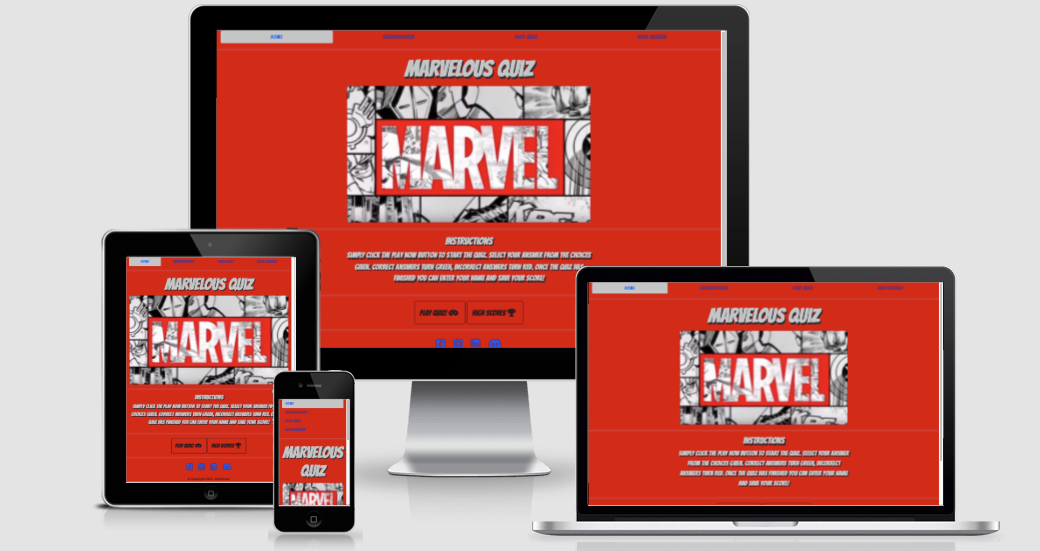 HOME
MARVELOUS QUIZ
MARVEL
INSTRUCTIONS
SIMPLY CLICK THE PLAY NOW BUTTON TO START THE QUIZ, SELECT YOUR ANSWER FROM THE CHOICES
GIVEN, CORRECT ANSWERS TURN GREEN, INCORRECT ANSWERS TURN RED. ONCE THE QUIZ HAS
FINISHED YOU CAN ENTER YOUR NAME AND SAVE YOUR SCORE!
PLAY QUIZ HIGH SCORES
HOME
MARVELOUS QUIZ
MARVEL
INSTRUCTIONS
SIMPLY CLICK THE PLAY NOW BUTTON TO START THE QUIZ, SELECT YOUR ANSWER
CHOICES GIVEN, CORRECT ANSWERS TURN GREEN, INCORRECT ANSWERS TURN RED.
QUIZ HAS FINISHED YOU CAN ENTER YOUR NAME AND SAVE YOUR SCORE!
PLAY QUIZ HIGH SCORES
HOME
MARVELOUS
QUIZ
MARVEL
HOME
MARVELOUS QUIZ
MARVEL
INSTRUCTIONS
SIMPLY CLICK THE PLAY NOW BUTTON TO START THE QUIZ, SELECT YOUR ANSWER
FROM THE CHOICES GIVEN, CORRECT ANSWERS TURN GREEN, INCORRECT
ANSWERS TURN RED. ONCE THE QUIZ HAS FINISHED YOU CAN ENTER YOUR NAME
AND SAVE YOUR SCORE!